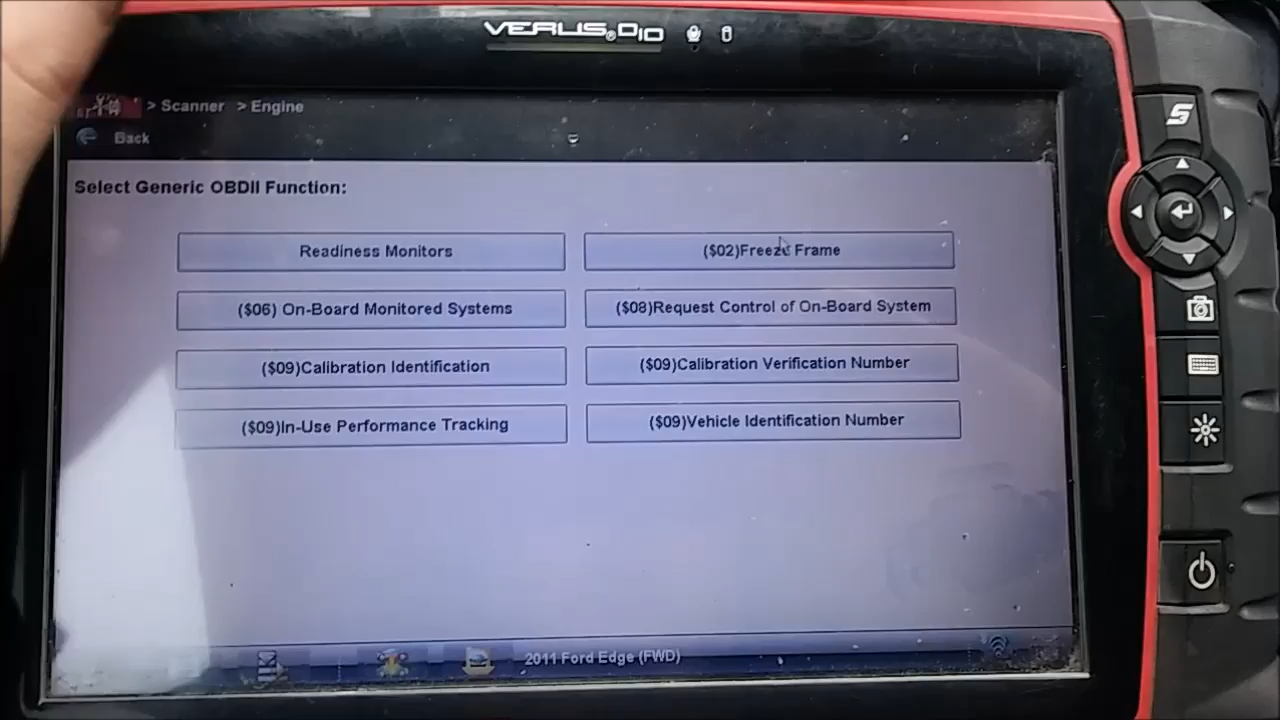 VERUS® D10
> Scanner > Engine
Back
Select Generic OBDII Function:
Readiness Monitors
($02)Freeze Frame
($06) On-Board Monitored Systems
($08)Request Control of On-Board System
($09)Calibration Identification
($09)Calibration Verification Number
($09)In-Use Performance Tracking
($09)Vehicle Identification Number
2011 Ford Edge (FWD)